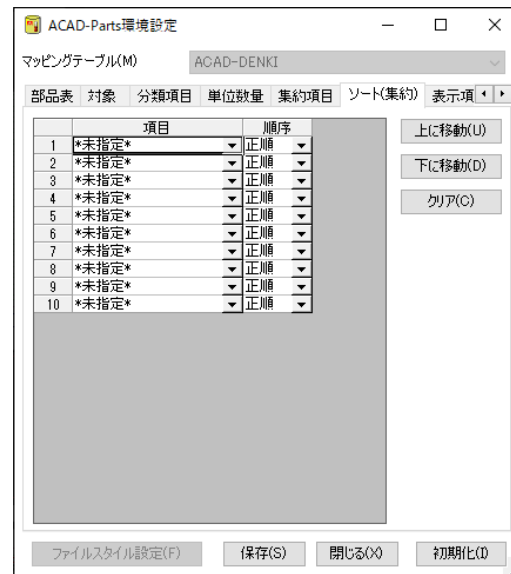 ACAD-Parts環境設定
マッピングテーブル(M) ACAD-DENKI
部品表 対象 分類項目 単位数量 集約項目 ソート(集約) 表示項
項目 順序
1 *未指定* 正順
2 *未指定* 正順
3 *未指定* 正順
4 *未指定* 正順
5 *未指定* 正順
6 *未指定* 正順
7 *未指定* 正順
8 *未指定* 正順
9 *未指定* 正順
10 *未指定* 正順
上に移動(U)
下に移動(D)
クリア(C)
ファイルスタイル設定(F) 保存(S) 閉じる(X) 初期化(I)